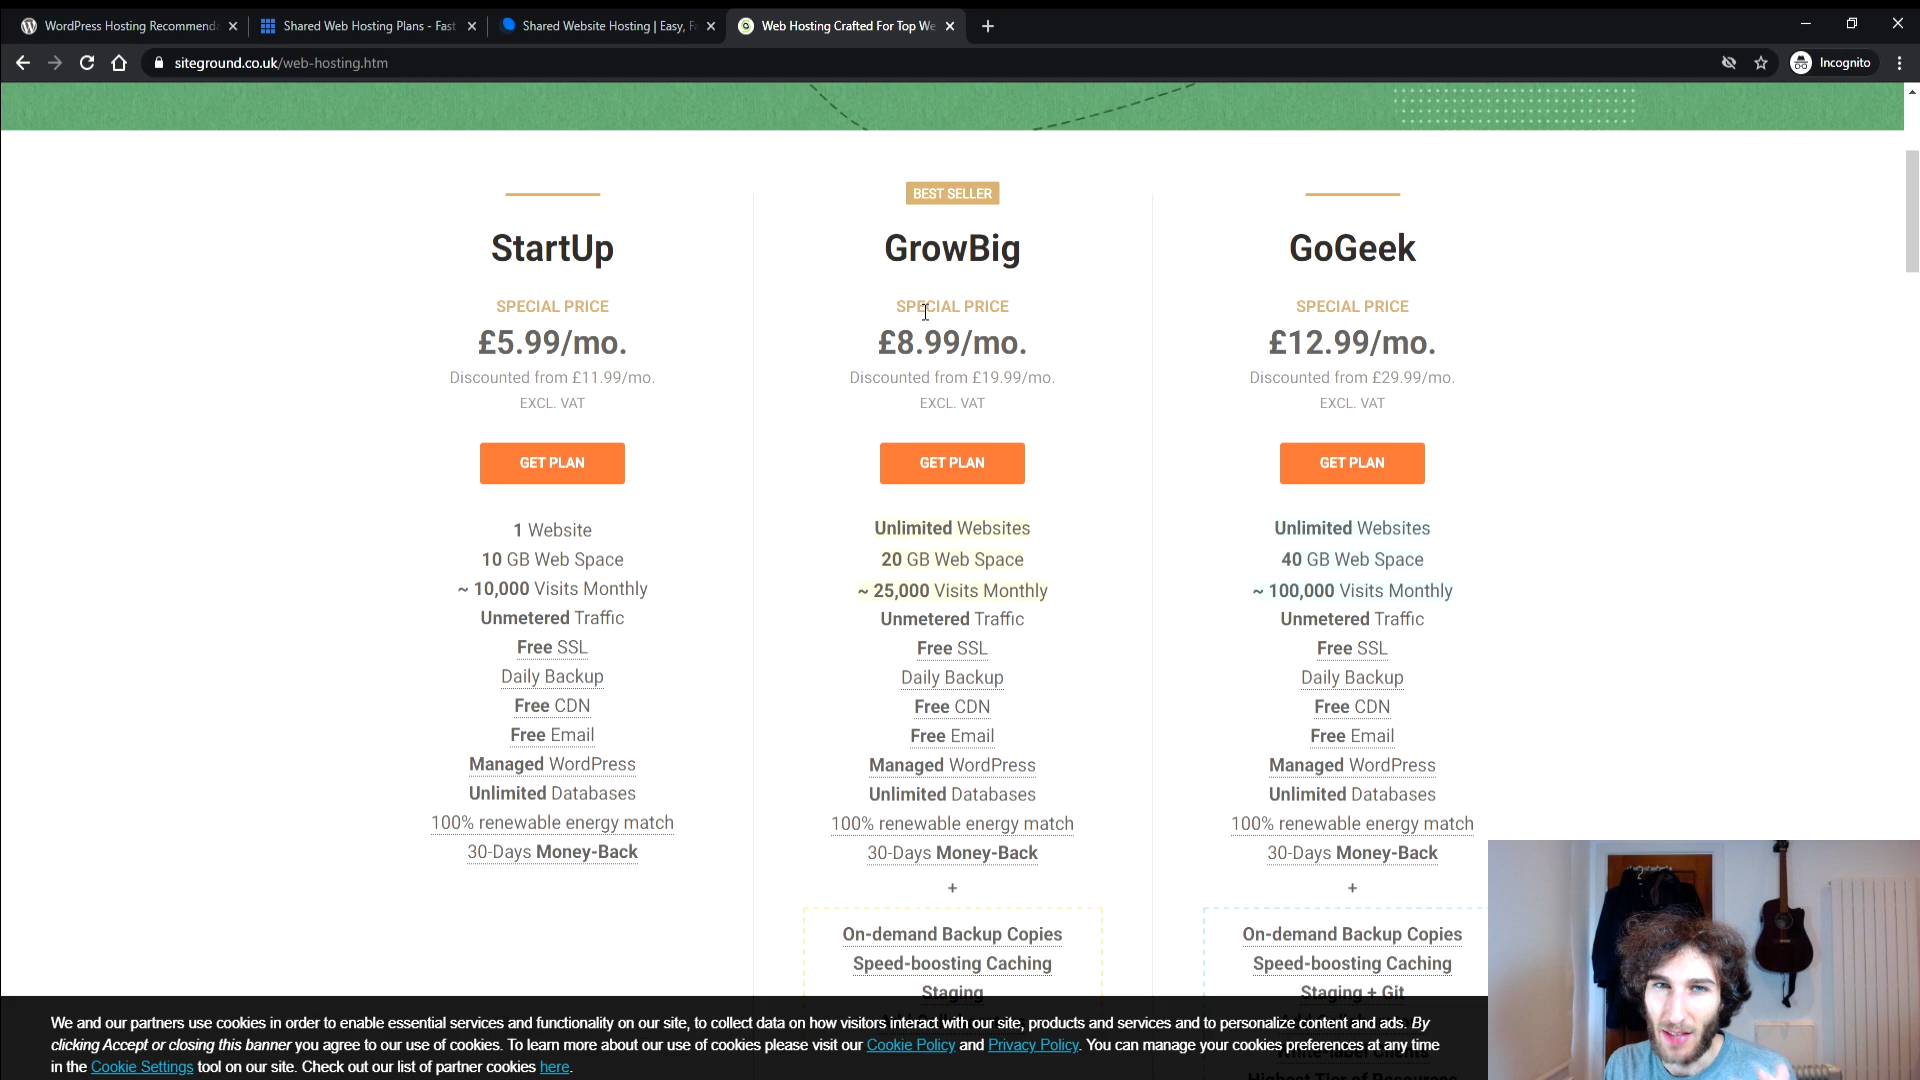 WordPress Hosting Recommenda
Shared Web Hosting Plans - Fast
Shared Website Hosting | Easy, F
Web Hosting Crafted For Top We
siteground.co.uk/web-hosting.htm
Incognito
BEST SELLER
StartUp
SPECIAL PRICE
£5.99/mo.
Discounted from £11.99/mo.
EXCL. VAT
GET PLAN
1 Website
10 GB Web Space
~ 10,000 Visits Monthly
Unmetered Traffic
Free SSL
Daily Backup
Free CDN
Free Email
Managed WordPress
Unlimited Databases
100% renewable energy match
30-Days Money-Back
GrowBig
SPECIAL PRICE
£8.99/mo.
Discounted from £19.99/mo.
EXCL. VAT
GET PLAN
Unlimited Websites
20 GB Web Space
~ 25,000 Visits Monthly
Unmetered Traffic
Free SSL
Daily Backup
Free CDN
Free Email
Managed WordPress
Unlimited Databases
100% renewable energy match
30-Days Money-Back
+
On-demand Backup Copies
Speed-boosting Caching
Staging
GoGeek
SPECIAL PRICE
£12.99/mo.
Discounted from £29.99/mo.
EXCL. VAT
GET PLAN
Unlimited Websites
40 GB Web Space
~ 100,000 Visits Monthly
Unmetered Traffic
Free SSL
Daily Backup
Free CDN
Free Email
Managed WordPress
Unlimited Databases
100% renewable energy match
30-Days Money-Back
+
On-demand Backup Copies
Speed-boosting Caching
Staging + Git
White-label Clients
Highest Tier of Resources
We and our partners use cookies in order to enable essential services and functionality on our site, to collect data on how visitors interact with our site, products and services and to personalize content and ads. By
clicking Accept or closing this banner you agree to our use of cookies. To learn more about our use of cookies please visit our Cookie Policy and Privacy Policy. You can manage your cookies preferences at any time
in the Cookie Settings tool on our site. Check out our list of partner cookies here.